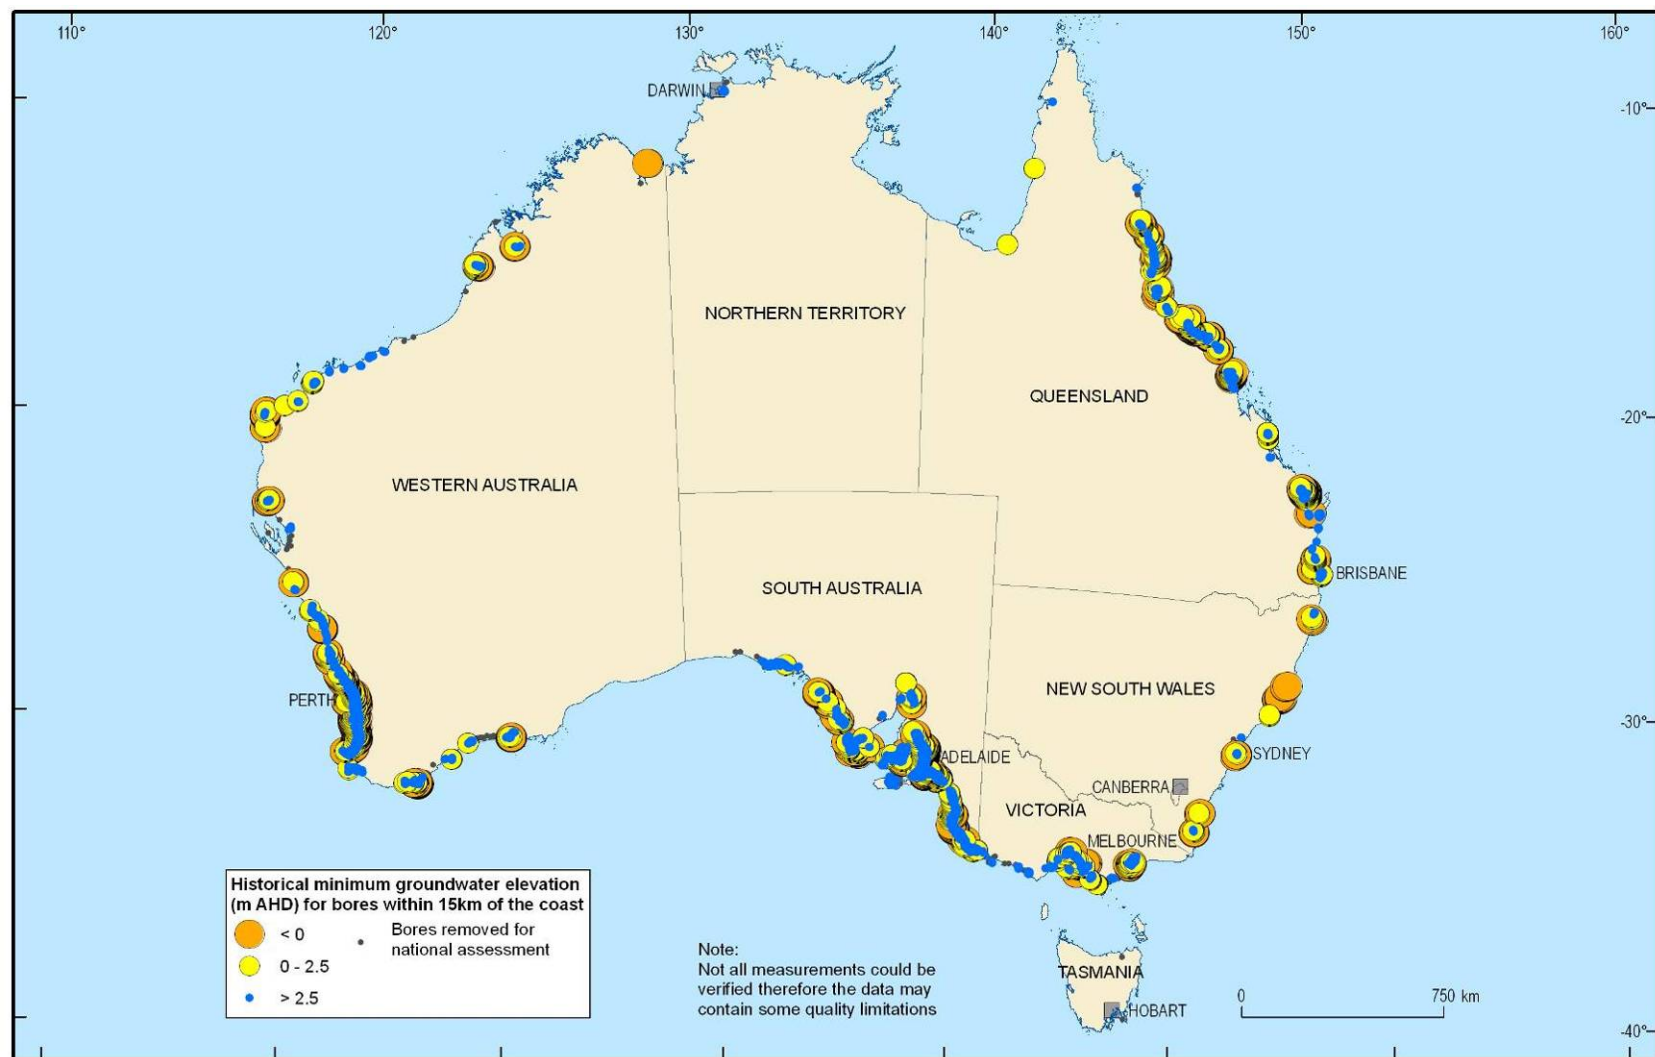 110°
120°
130°
140°
150°
160°
DARWIN
-10°
NORTHERN TERRITORY
QUEENSLAND
-20°
WESTERN AUSTRALIA
SOUTH AUSTRALIA
BRISBANE
PERTH
NEW SOUTH WALES
-30°
ADELAIDE
SYDNEY
CANBERRA
VICTORIA
MELBOURNE
Historical minimum groundwater elevation
(m AHD) for bores within 15km of the coast
< 0
0 - 2.5
> 2.5
Bores removed for
national assessment
Note:
Not all measurements could be
verified therefore the data may
contain some quality limitations
TASMANIA
HOBART
0
750 km
-40°